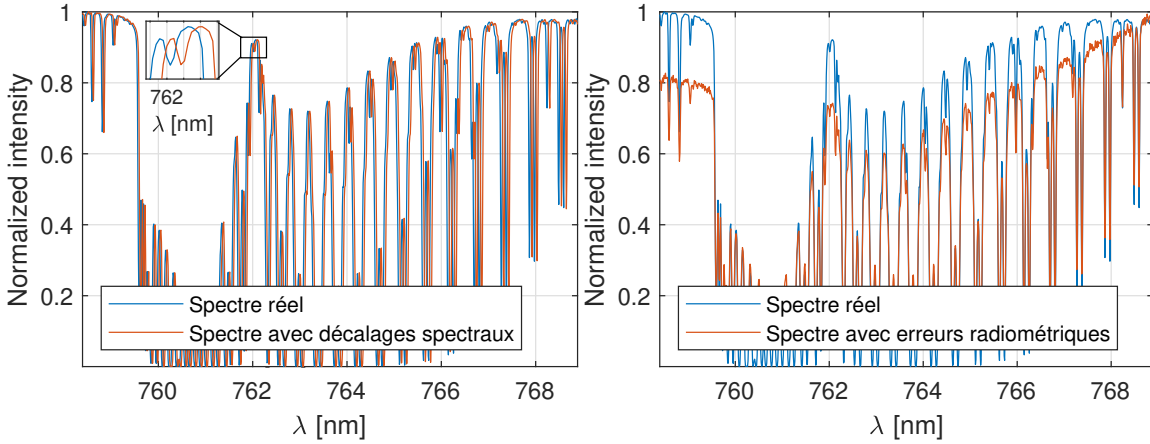 Normalized intensity
1
0.8
0.6
0.4
0.2
762
λ [nm]
Spectre réel
Spectre avec décalages spectraux
760 762 764 766 768
λ [nm]
Normalized intensity
1
0.8
0.6
0.4
0.2
Spectre réel
Spectre avec erreurs radiométriques
760 762 764 766 768
λ [nm]